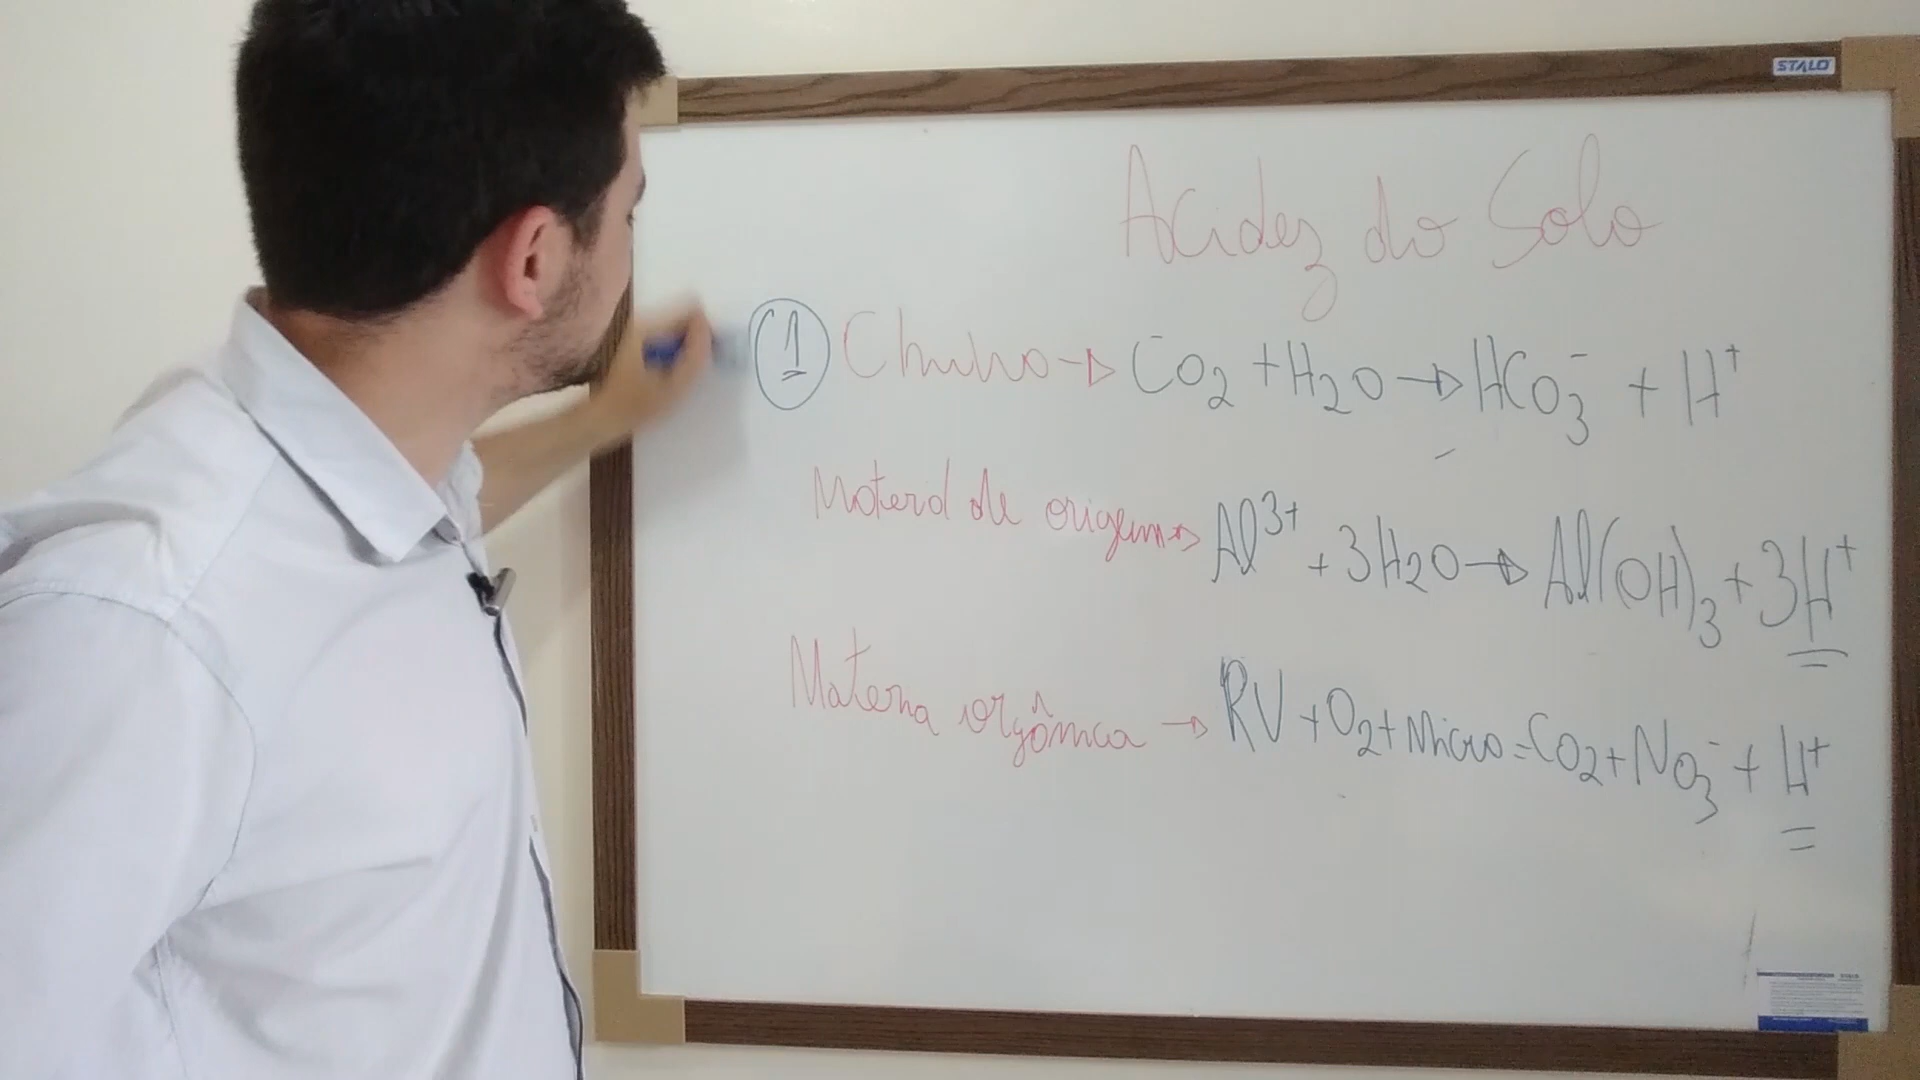 STALO
Acidez do Solo
1 Chuva → CO2 + H2O → HCO3⁻ + H⁺
Material de origem → Al³⁺ + 3H2O → Al(OH)3 + 3H⁺
Materia orgânica → RV + O2 + Micro = CO2 + NO3⁻ + H⁺